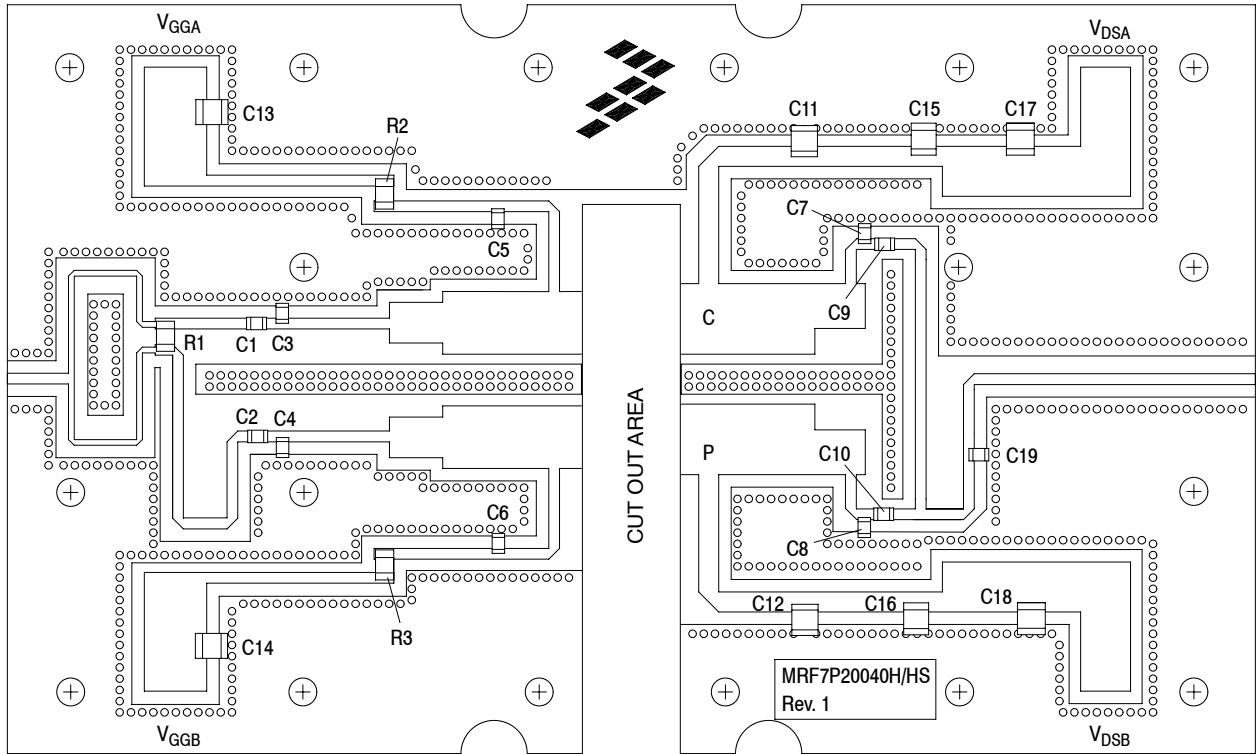 VGGA
VDSA
C13
R2
C11
C15
C17
C5
C7
C9
R1
C1
C3
C
C2
C4
CUT OUT AREA
P
C10
C19
C6
C8
R3
C12
C16
C18
C14
MRF7P20040H/HS
Rev. 1
VGGB
VDSB